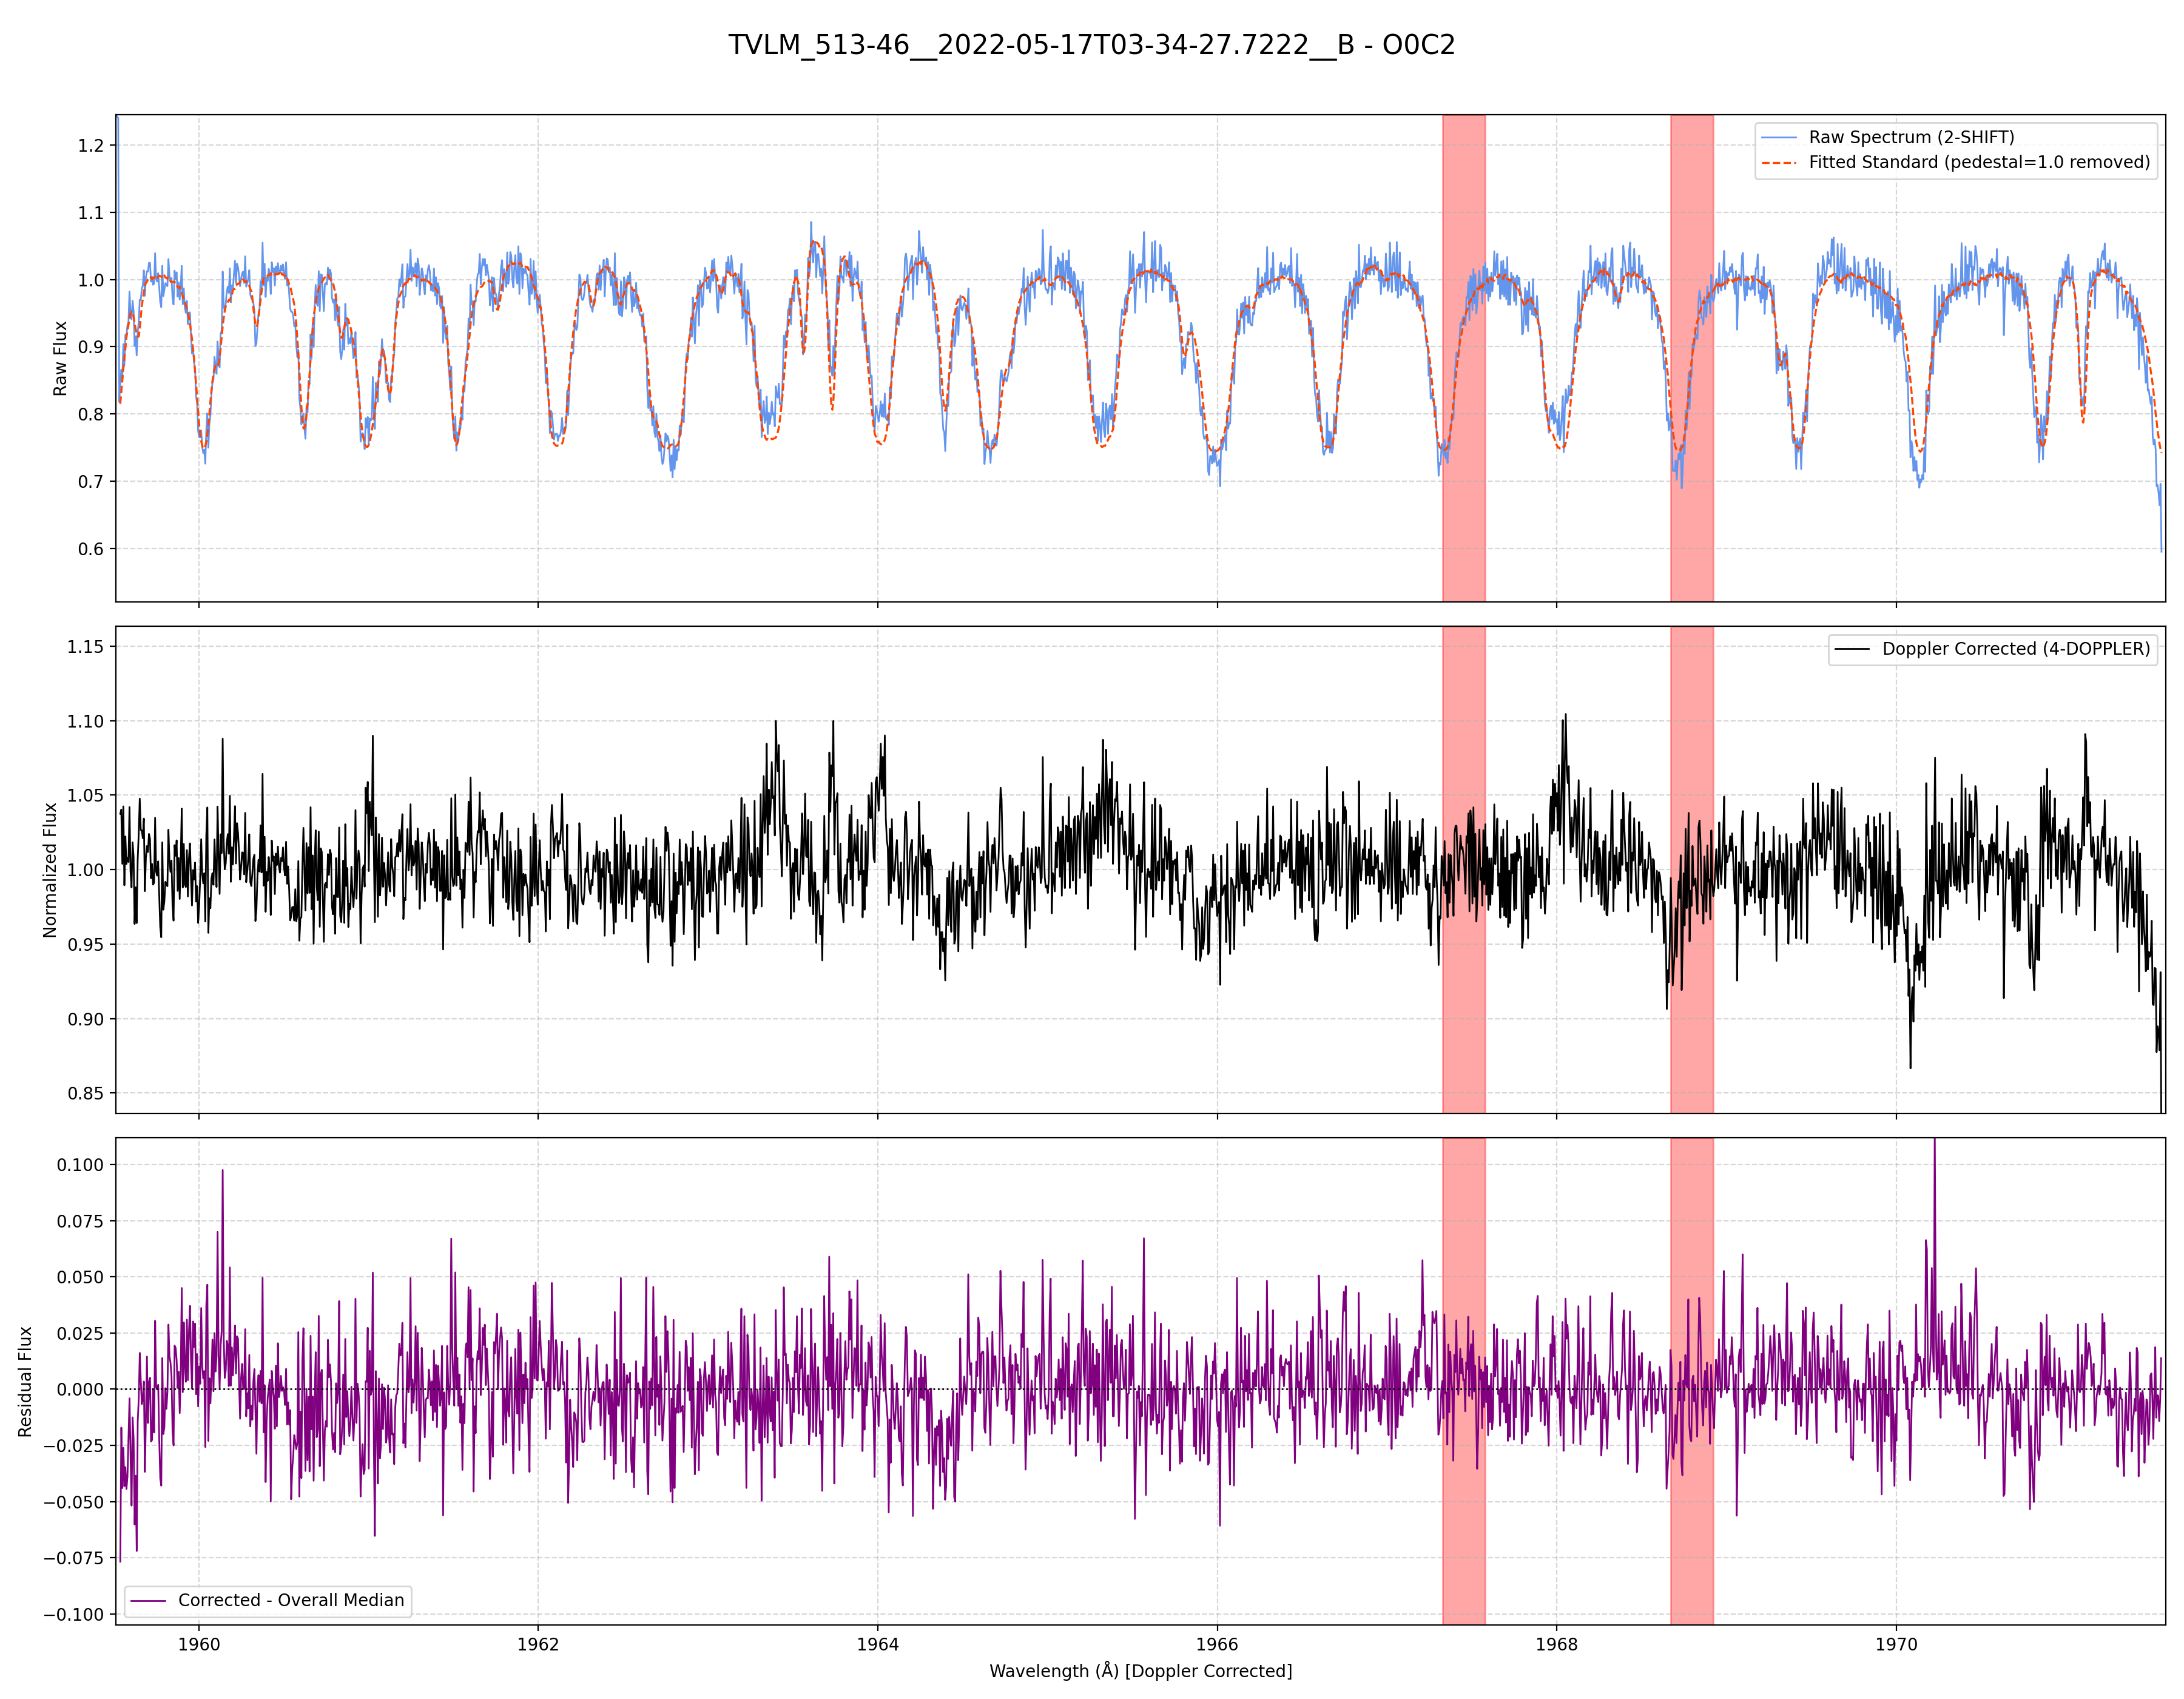 TVLM_513-46__2022-05-17T03-34-27.7222__B - O0C2
Raw Flux
1.2
1.1
1.0
0.9
0.8
0.7
0.6
Raw Spectrum (2-SHIFT)
Fitted Standard (pedestal=1.0 removed)
Normalized Flux
1.15
1.10
1.05
1.00
0.95
0.90
0.85
Doppler Corrected (4-DOPPLER)
Residual Flux
0.100
0.075
0.050
0.025
0.000
−0.025
−0.050
−0.075
−0.100
Corrected - Overall Median
1960 1962 1964 1966 1968 1970
Wavelength (Å) [Doppler Corrected]